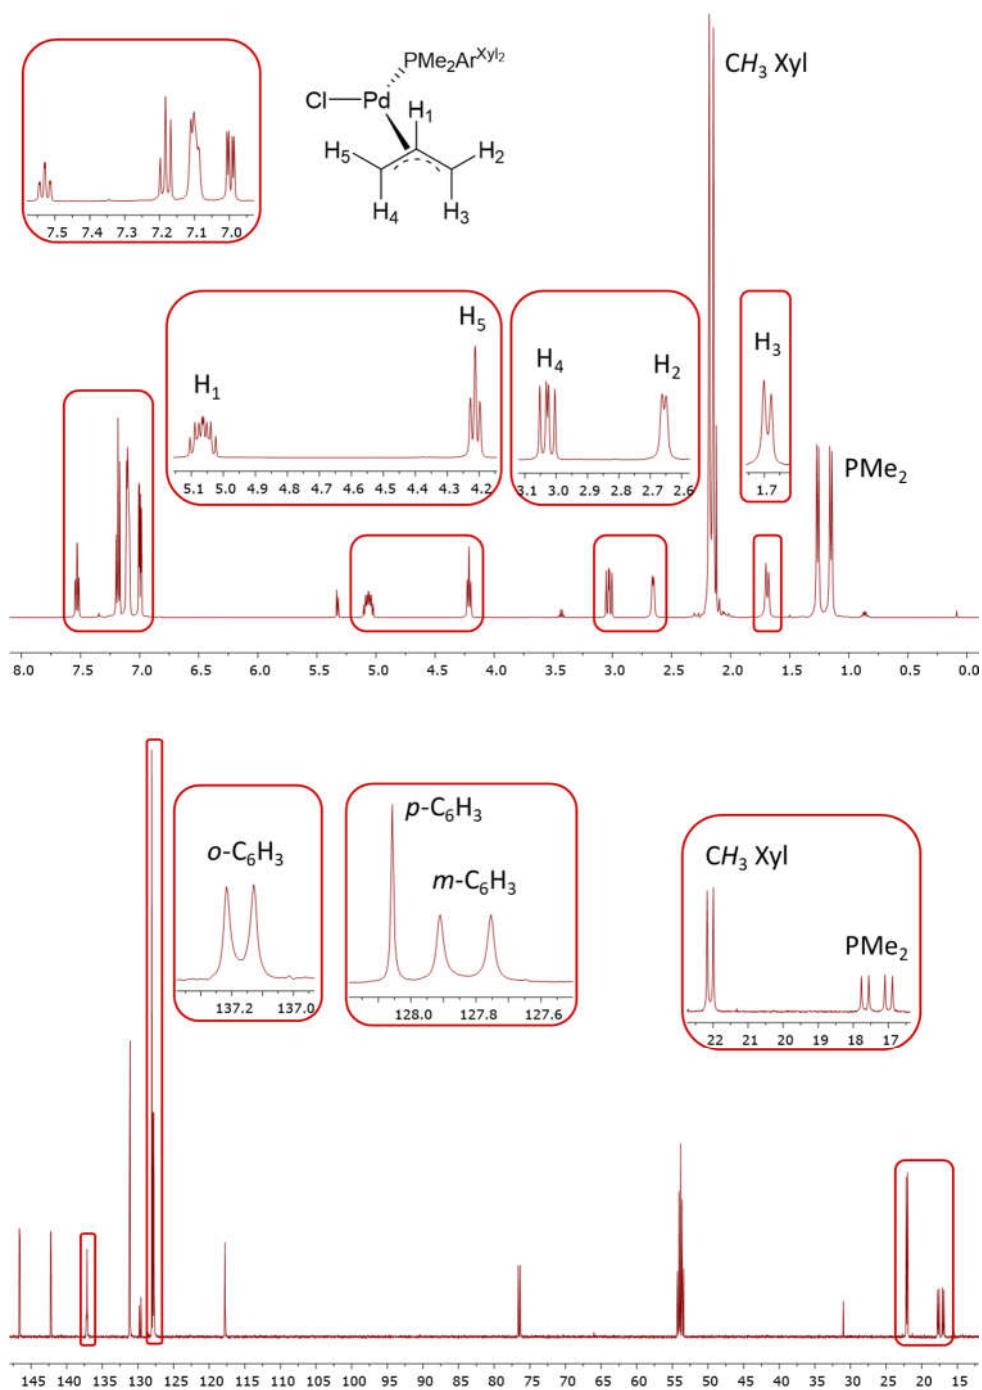 PMe₂Ar^Xyl₂
Cl
Pd
H₁
H₅
H₂
H₄
H₃
CH₃ Xyl
7.5 7.4 7.3 7.2 7.1 7.0
H₁
H₅
5.1 5.0 4.9 4.8 4.7 4.6 4.5 4.4 4.3 4.2
H₄
H₂
3.1 3.0 2.9 2.8 2.7 2.6
H₃
1.7
PMe₂
8.0 7.5 7.0 6.5 6.0 5.5 5.0 4.5 4.0 3.5 3.0 2.5 2.0 1.5 1.0 0.5 0.0
o-C₆H₃
137.2 137.0
p-C₆H₃
m-C₆H₃
128.0 127.8 127.6
CH₃ Xyl
PMe₂
22 21 20 19 18 17
145 140 135 130 125 120 115 110 105 100 95 90 85 80 75 70 65 60 55 50 45 40 35 30 25 20 15